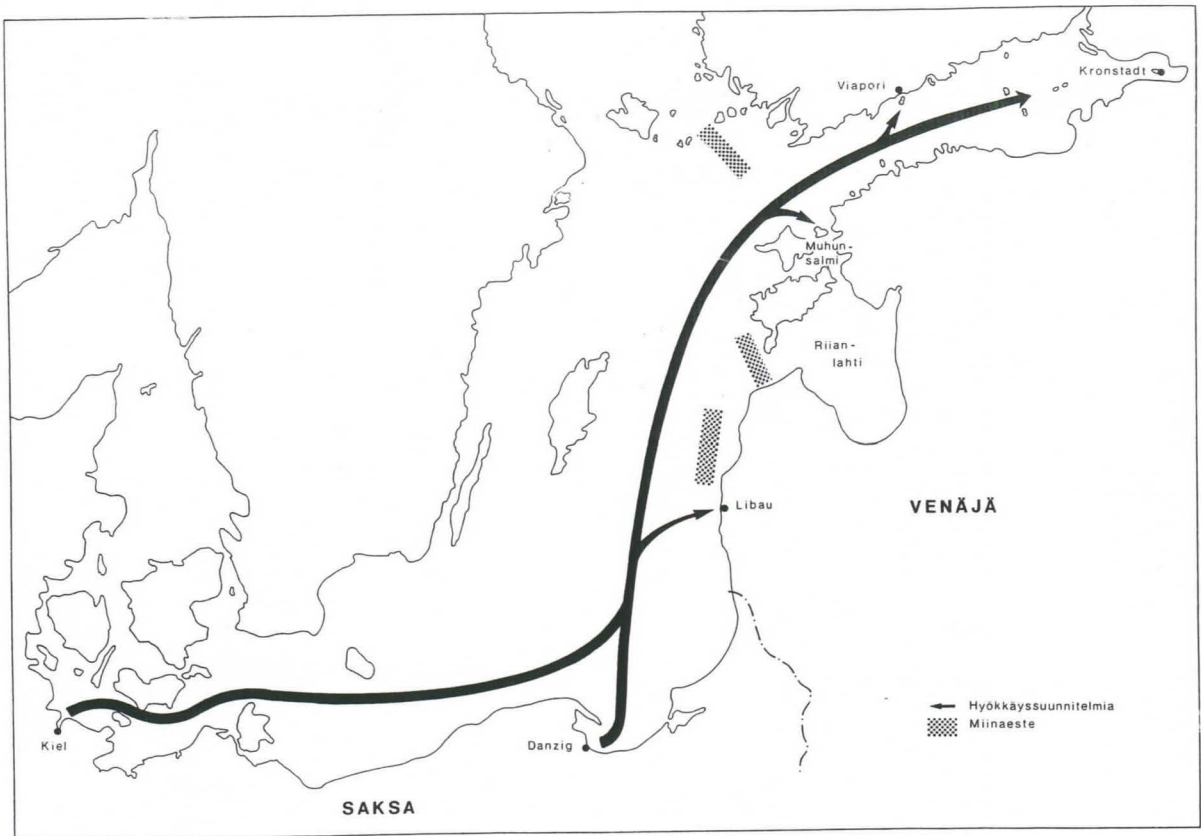 Kronstadt
Viapori
Muhun-
salmi
Riian-
lahti
Libau
VENÄJÄ
Hyökkäyssuunnitelmia
Miinaeste
Kiel
Danzig
SAKSA